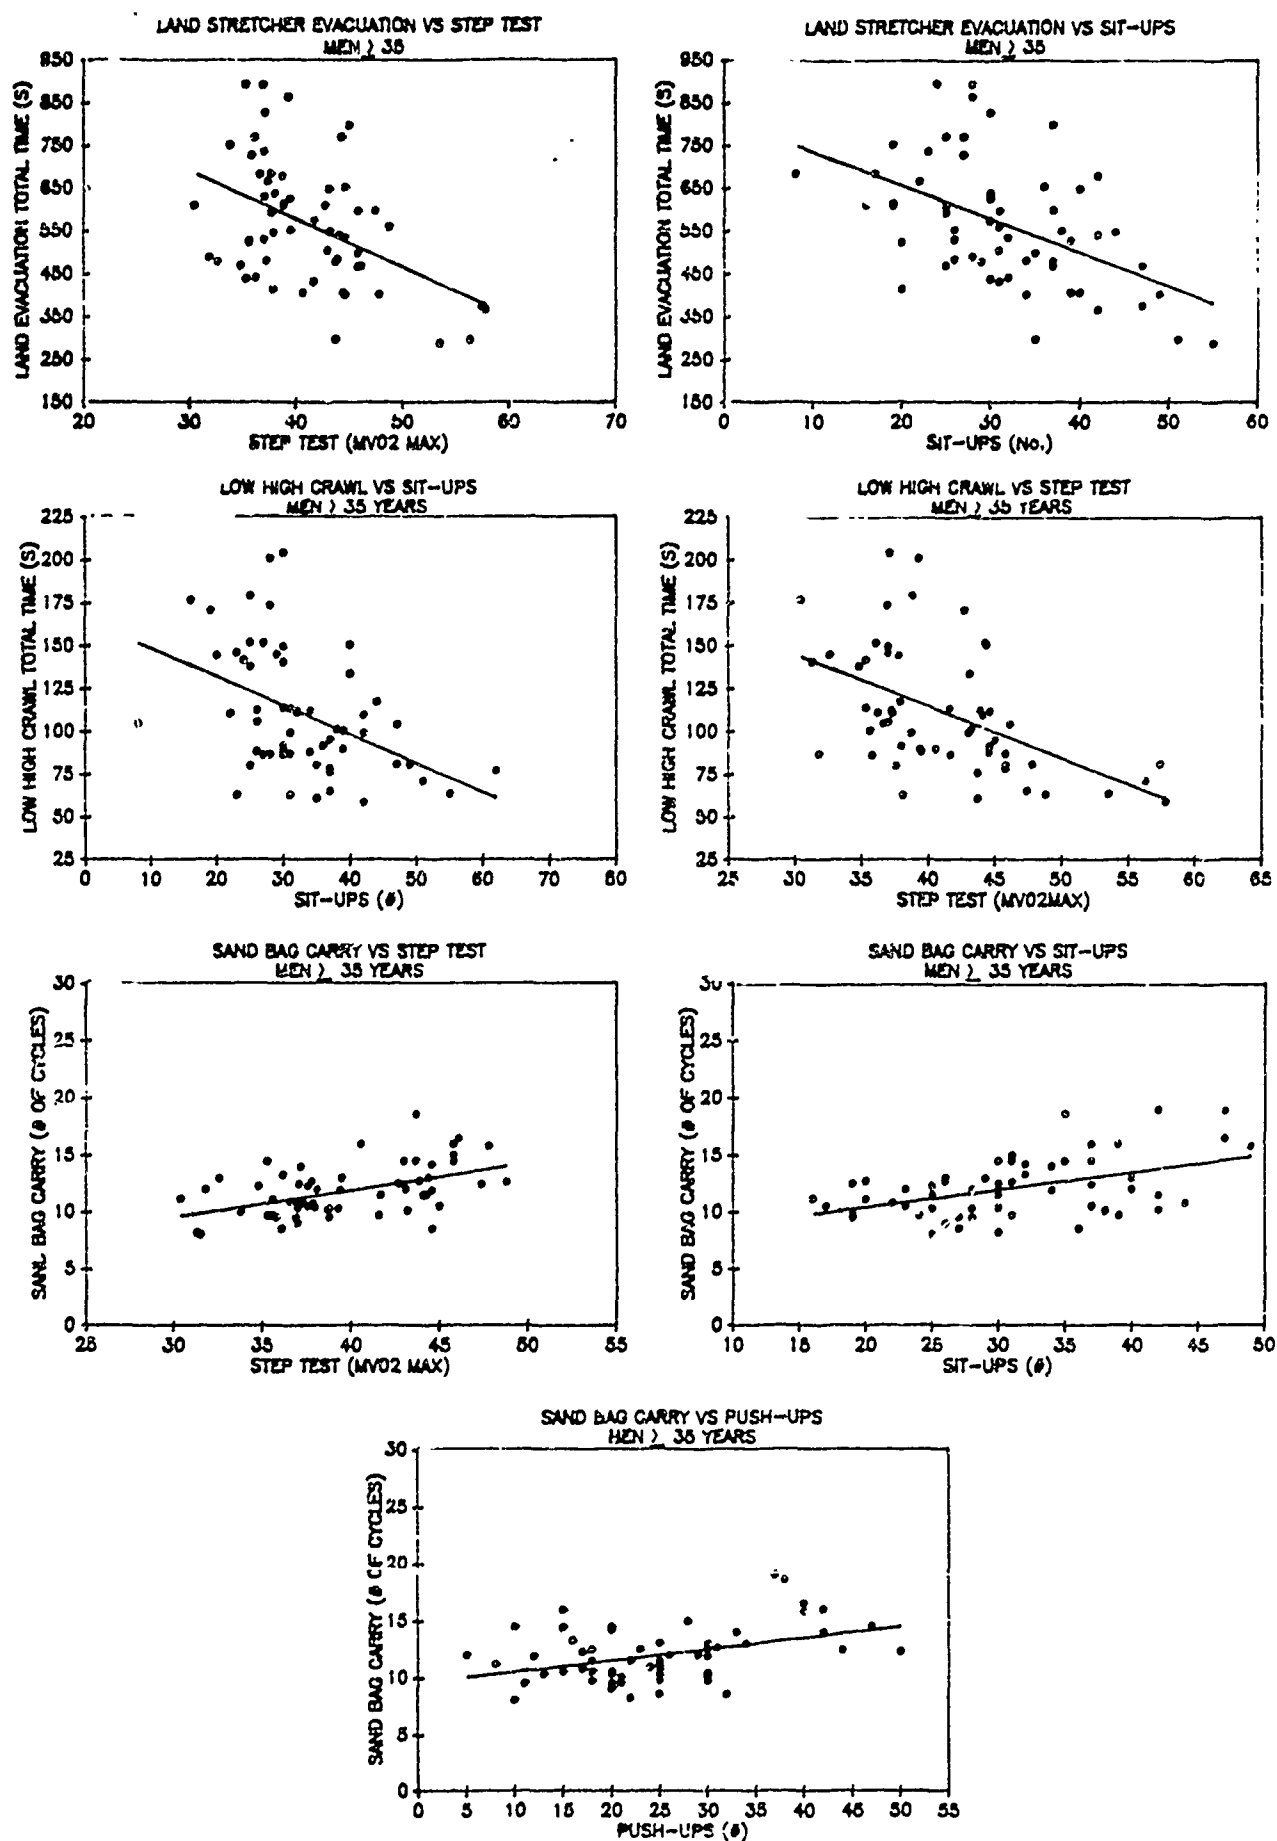 LAND STRETCHER EVACUATION VS STEP TEST
MEN ≥ 35
LAND EVACUATION TOTAL TIME (S)
950
850
750
650
550
450
350
250
150
20 30 40 50 60 70
STEP TEST (MVO2 MAX)
LAND STRETCHER EVACUATION VS SIT-UPS
MEN ≥ 35
LAND EVACUATION TOTAL TIME (S)
950
850
750
650
550
450
350
250
150
0 10 20 30 40 50 60
SIT-UPS (No.)
LOW HIGH CRAWL VS SIT-UPS
MEN > 35 YEARS
LOW HIGH CRAWL TOTAL TIME (S)
225
200
175
150
125
100
75
50
25
0 10 20 30 40 50 60 70 80
SIT-UPS (#)
LOW HIGH CRAWL VS STEP TEST
MEN > 35 YEARS
LOW HIGH CRAWL TOTAL TIME (S)
225
200
175
150
125
100
75
50
25
25 30 35 40 45 50 55 60 65
STEP TEST (MVO2MAX)
SAND BAG CARRY VS STEP TEST
MEN ≥ 35 YEARS
SAND BAG CARRY (# OF CYCLES)
30
25
20
15
10
5
0
25 30 35 40 45 50 55
STEP TEST (MVO2 MAX)
SAND BAG CARRY VS SIT-UPS
MEN ≥ 35 YEARS
SAND BAG CARRY (# OF CYCLES)
30
25
20
15
10
5
0
10 15 20 25 30 35 40 45 50
SIT-UPS (#)
SAND BAG CARRY VS PUSH-UPS
MEN ≥ 35 YEARS
SAND BAG CARRY (# OF CYCLES)
30
25
20
15
10
5
0
0 5 10 15 20 25 30 35 40 45 50 55
PUSH-UPS (#)